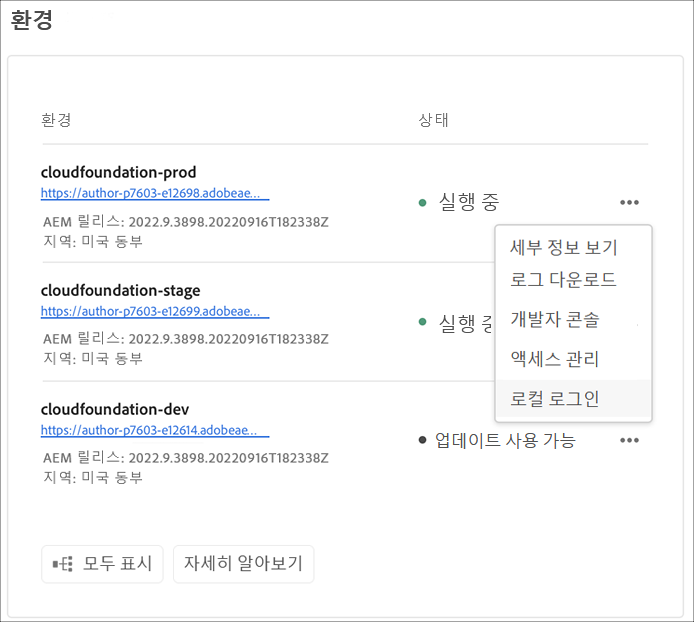 환경
환경 상태
cloudfoundation-prod
https://author-p7603-e12698.adobeae...
실행 중
AEM 릴리스: 2022.9.3898.20220916T182338Z
지역: 미국 동부
세부 정보 보기
로그 다운로드
개발자 콘솔
액세스 관리
로컬 로그인
cloudfoundation-stage
https://author-p7603-e12699.adobeae...
실행 중
AEM 릴리스: 2022.9.3898.20220916T182338Z
지역: 미국 동부
cloudfoundation-dev
https://author-p7603-e12614.adobeae...
업데이트 사용 가능
AEM 릴리스: 2022.9.3898.20220916T182338Z
지역: 미국 동부
모두 표시 자세히 알아보기